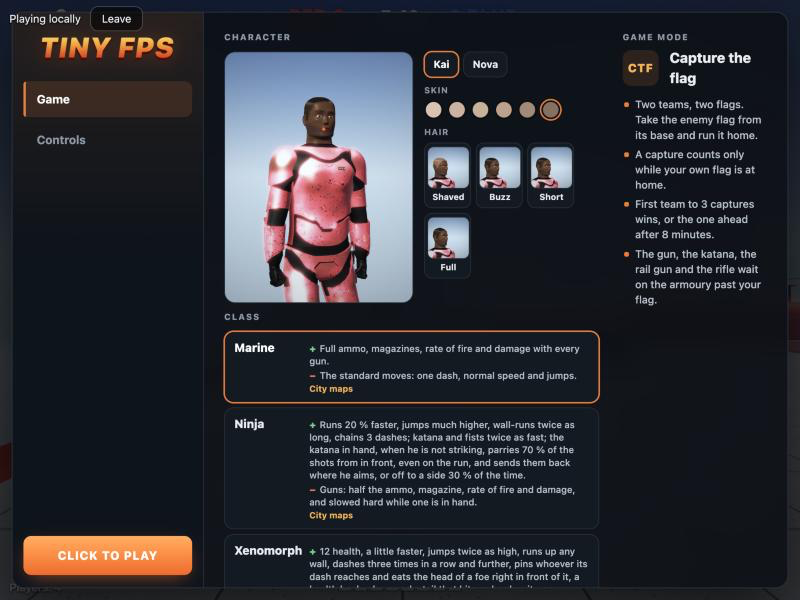 Playing locally
Leave
TINY FPS
Game
Controls
CLICK TO PLAY
CHARACTER
Kai
Nova
SKIN
HAIR
Shaved
Buzz
Short
Full
CLASS
Marine
+ Full ammo, magazines, rate of fire and damage with every
gun.
– The standard moves: one dash, normal speed and jumps.
City maps
Ninja
+ Runs 20 % faster, jumps much higher, wall-runs twice as
long, chains 3 dashes; katana and fists twice as fast; the
katana in hand, when he is not striking, parries 70 % of the
shots from in front, even on the run, and sends them back
where he aims, or off to a side 30 % of the time.
– Guns: half the ammo, magazine, rate of fire and damage,
and slowed hard while one is in hand.
City maps
Xenomorph
+ 12 health, a little faster, jumps twice as high, runs up any
wall, dashes three times in a row and further, pins whoever its
dash reaches and eats the head of a foe right in front of it, a
GAME MODE
CTF
Capture the
flag
Two teams, two flags.
Take the enemy flag from
its base and run it home.
A capture counts only
while your own flag is at
home.
First team to 3 captures
wins, or the one ahead
after 8 minutes.
The gun, the katana, the
rail gun and the rifle wait
on the armoury past your
flag.